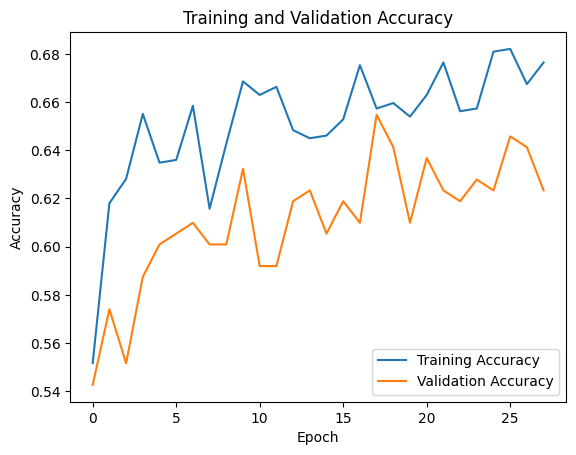 Training and Validation Accuracy
0.68
0.66
0.64
0.62
0.60
0.58
0.56
0.54
Accuracy
0
5
10
15
20
25
Epoch
Training Accuracy
Validation Accuracy